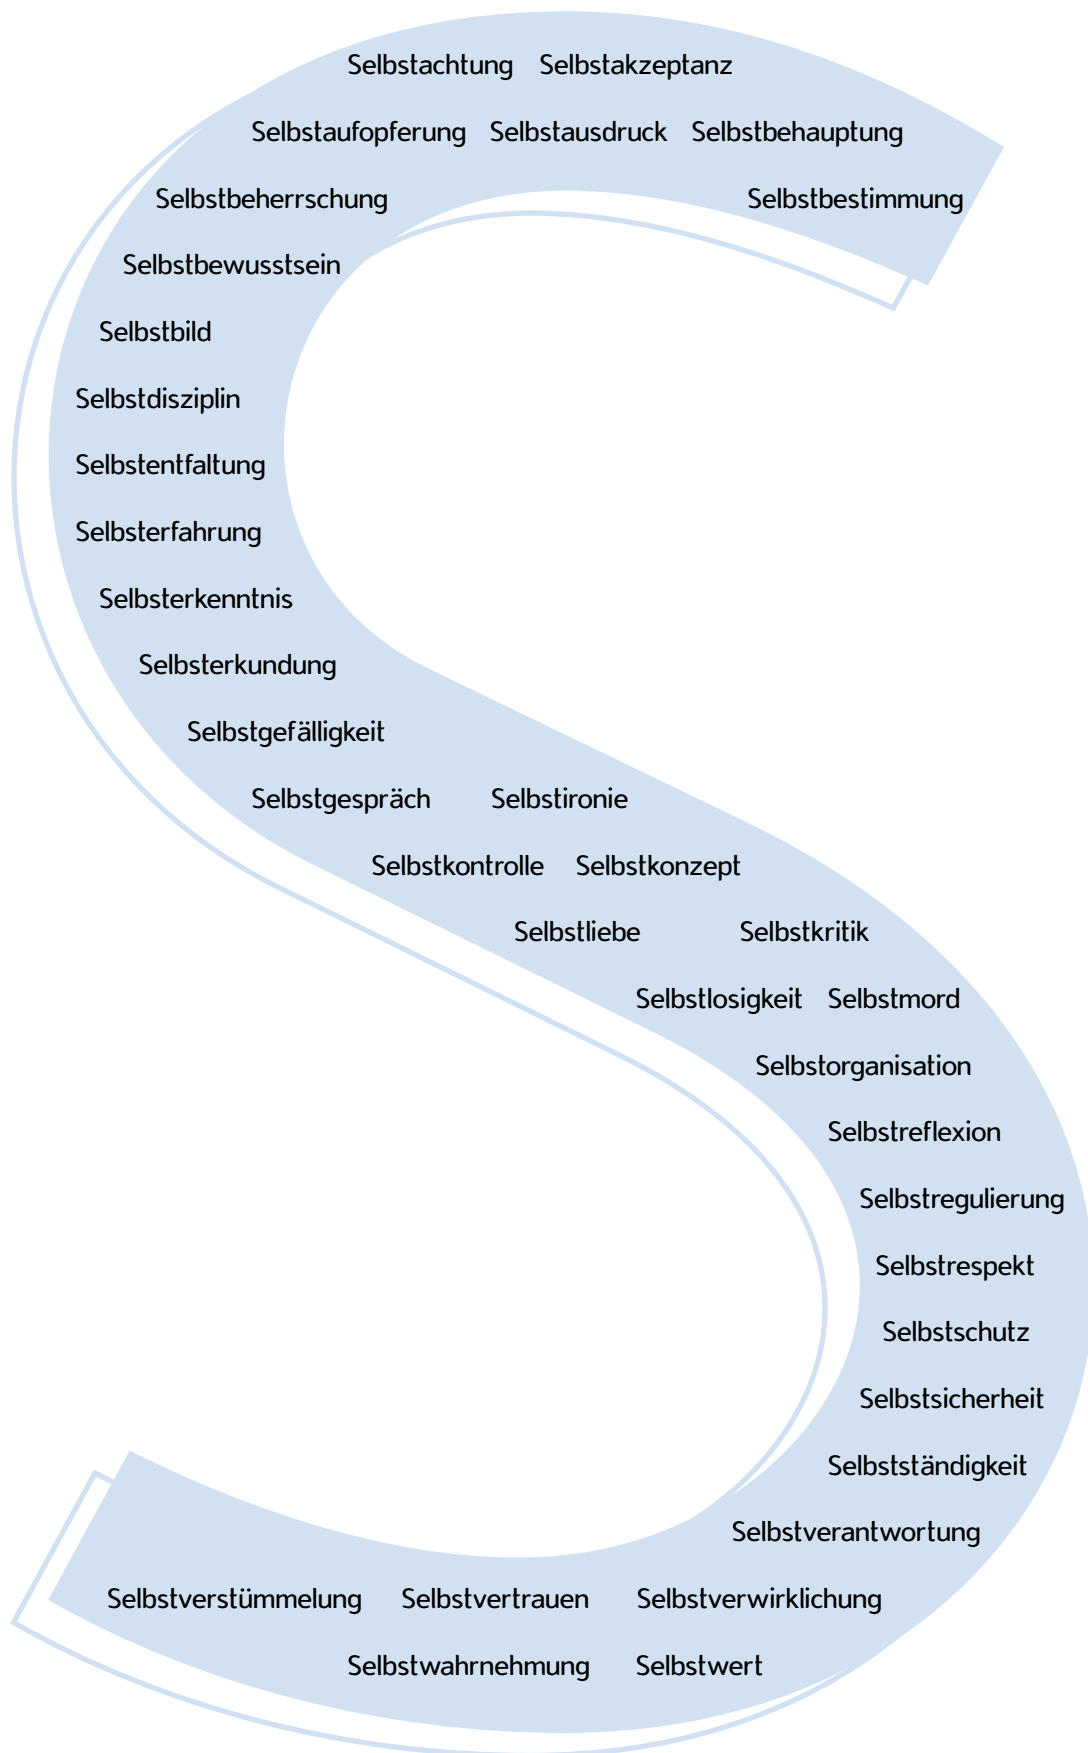 Selbstachtung Selbstakzeptanz
Selbstaufopferung Selbstausdruck Selbstbehauptung
Selbstbeherrschung Selbstbestimmung
Selbstbewusstsein
Selbstbild
Selbstdisziplin
Selbstentfaltung
Selbsterfahrung
Selbsterkenntnis
Selbsterkundung
Selbstgefälligkeit
Selbstgespräch Selbstironie
Selbstkontrolle Selbstkonzept
Selbstliebe Selbstkritik
Selbstlosigkeit Selbstmord
Selbstorganisation
Selbstreflexion
Selbstregulierung
Selbstrespekt
Selbstschutz
Selbstsicherheit
Selbstständigkeit
Selbstverantwortung
Selbstverstümmelung Selbstvertrauen Selbstverwirklichung
Selbstwahrnehmung Selbstwert